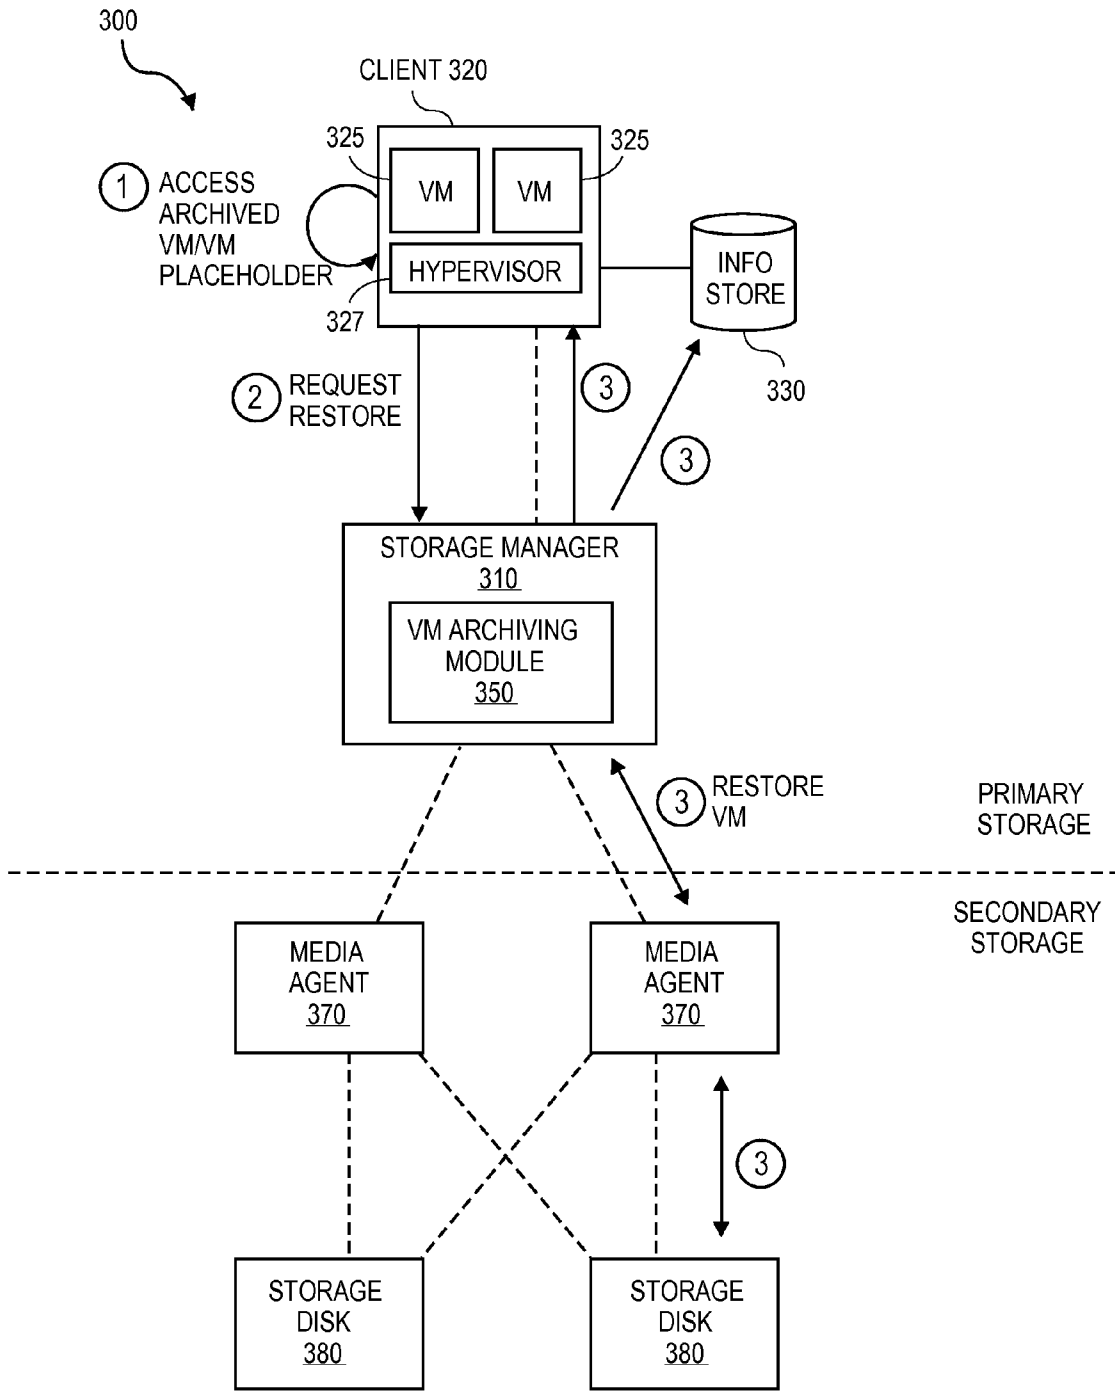 300
CLIENT 320
325
325
VM
VM
1
ACCESS
ARCHIVED
VM/VM
PLACEHOLDER
HYPERVISOR
327
INFO
STORE
330
2
REQUEST
RESTORE
3
3
STORAGE MANAGER
310
VM ARCHIVING
MODULE
350
3
RESTORE
VM
PRIMARY
STORAGE
SECONDARY
STORAGE
MEDIA
AGENT
370
MEDIA
AGENT
370
3
STORAGE
DISK
380
STORAGE
DISK
380